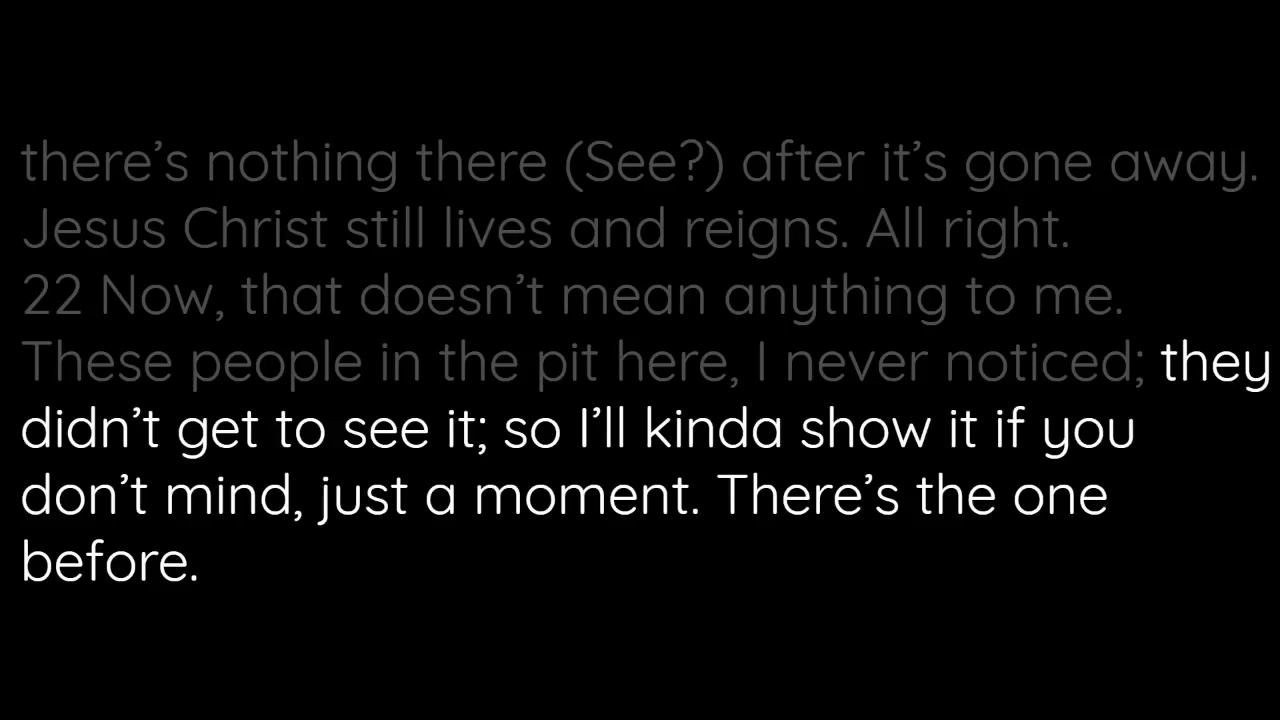 there’s nothing there (See?) after it’s gone away.
Jesus Christ still lives and reigns. All right.
22 Now, that doesn’t mean anything to me.
These people in the pit here, I never noticed; they
didn’t get to see it; so I’ll kinda show it if you
don’t mind, just a moment. There’s the one
before.